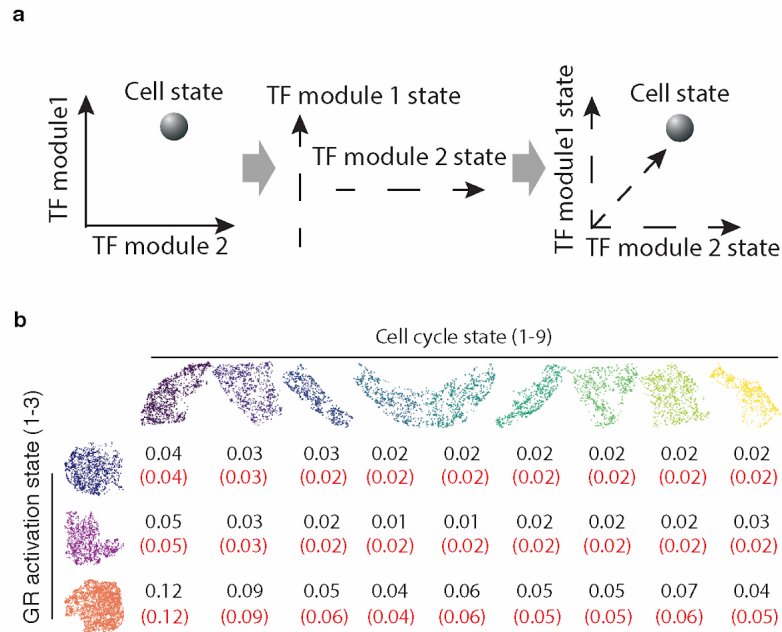 a
Cell state
TF module1
TF module 2
TF module 1 state
TF module 2 state
Cell state
TF module1 state
TF module 2 state
b
Cell cycle state (1-9)
GR activation state (1-3)
0.04 0.03 0.03 0.02 0.02 0.02 0.02 0.02 0.02
(0.04) (0.03) (0.02) (0.02) (0.02) (0.02) (0.02) (0.02) (0.02)
0.05 0.03 0.02 0.01 0.01 0.02 0.02 0.02 0.03
(0.05) (0.03) (0.02) (0.02) (0.02) (0.02) (0.02) (0.02) (0.02)
0.12 0.09 0.05 0.04 0.06 0.05 0.05 0.07 0.04
(0.12) (0.09) (0.06) (0.04) (0.06) (0.05) (0.05) (0.06) (0.05)